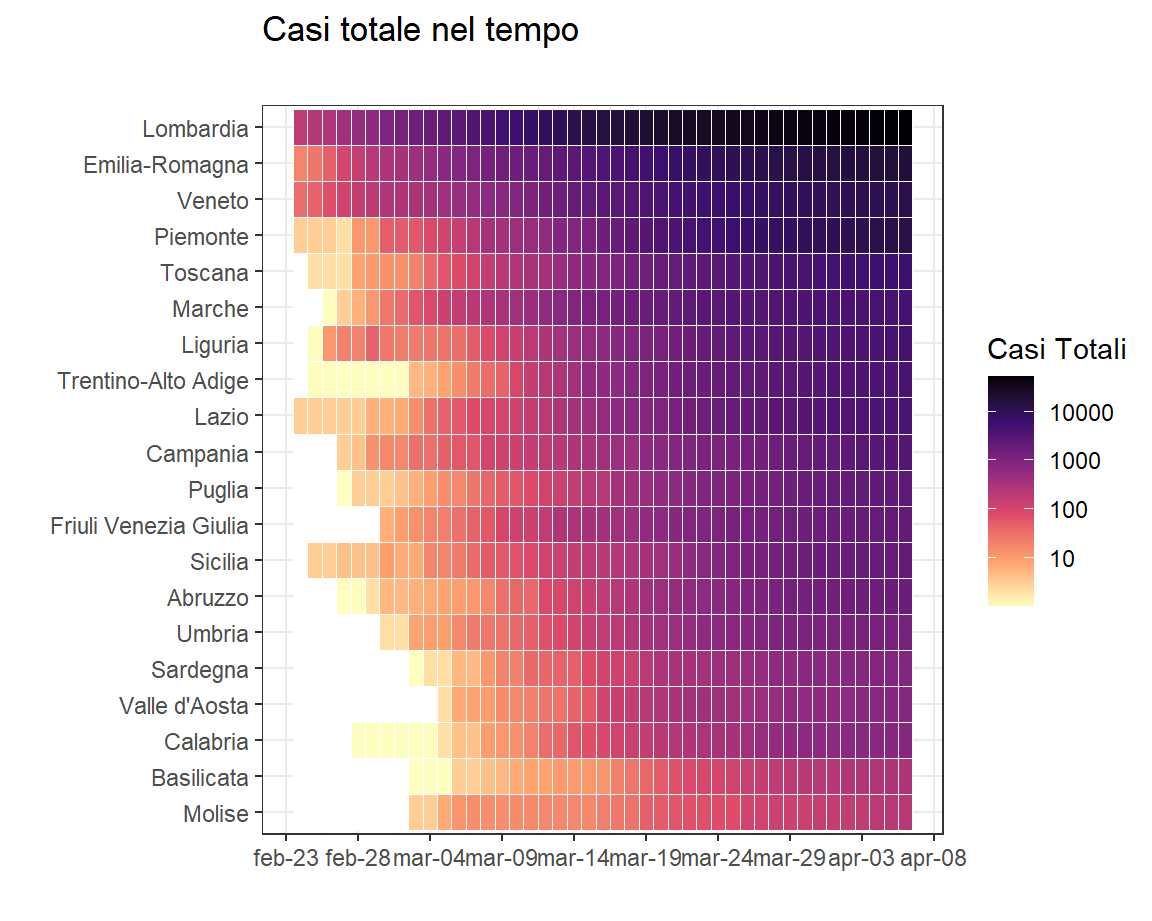 Casi totale nel tempo
Lombardia
Emilia-Romagna
Veneto
Piemonte
Toscana
Marche
Liguria
Trentino-Alto Adige
Lazio
Campania
Puglia
Friuli Venezia Giulia
Sicilia
Abruzzo
Umbria
Sardegna
Valle d'Aosta
Calabria
Basilicata
Molise
feb-23 feb-28 mar-04 mar-09 mar-14 mar-19 mar-24 mar-29 apr-03 apr-08
Casi Totali
10000
1000
100
10